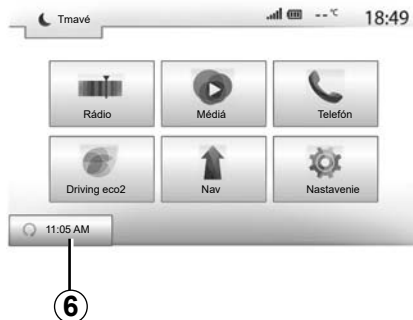 Tmavé
--°C
18:49
Rádio
Médiá
Telefón
Driving eco2
Nav
Nastavenie
11:05 AM
6